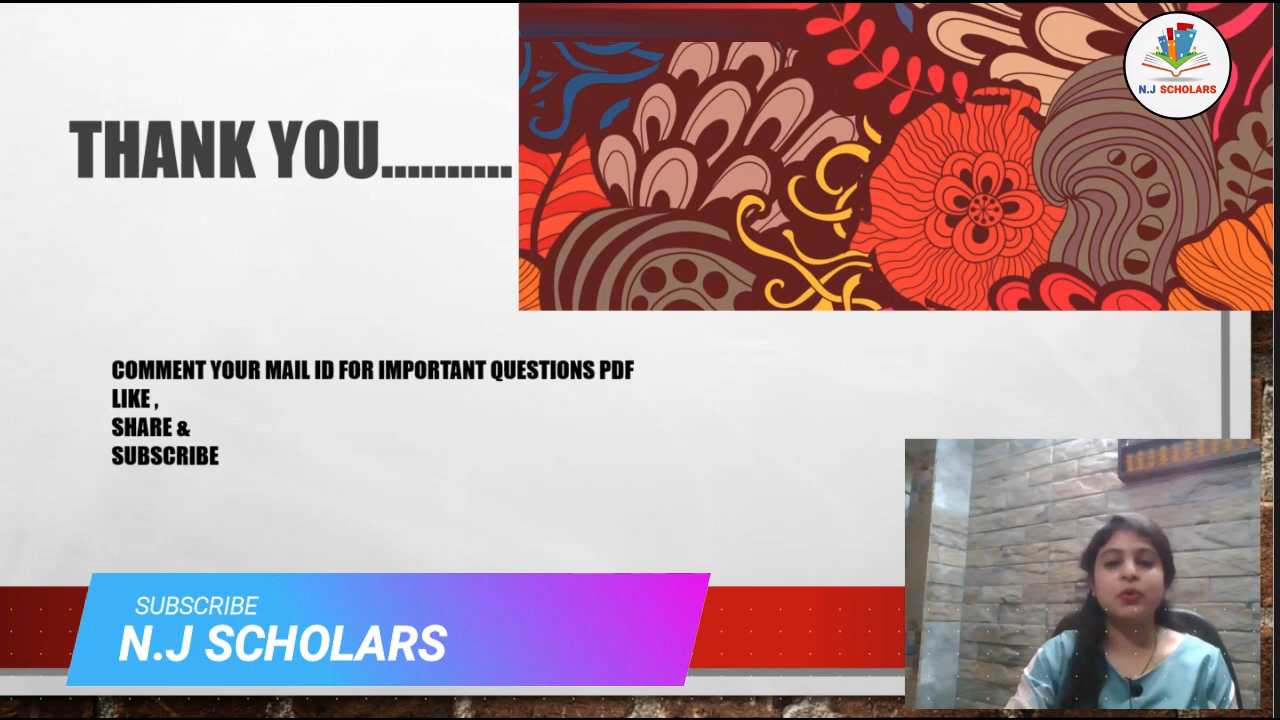 N.J SCHOLARS
THANK YOU..........
COMMENT YOUR MAIL ID FOR IMPORTANT QUESTIONS PDF
LIKE ,
SHARE &
SUBSCRIBE
SUBSCRIBE
N.J SCHOLARS